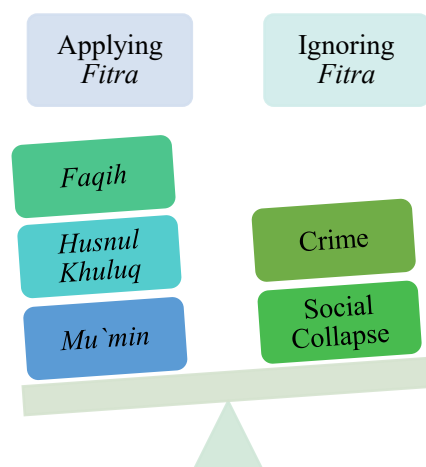 Applying
Fitra
Ignoring
Fitra
Faqih
Husnul
Khuluq
Mu`min
Crime
Social
Collapse